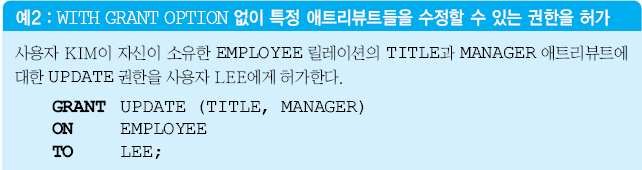 예2 : WITH GRANT OPTION 없이 특정 애트리뷰트들을 수정할 수 있는 권한을 허가
사용자 KIM이 자신이 소유한 EMPLOYEE 릴레이션의 TITLE과 MANAGER 애트리뷰트에
대한 UPDATE 권한을 사용자 LEE에게 허가한다.
GRANT UPDATE (TITLE, MANAGER)
ON EMPLOYEE
TO LEE;